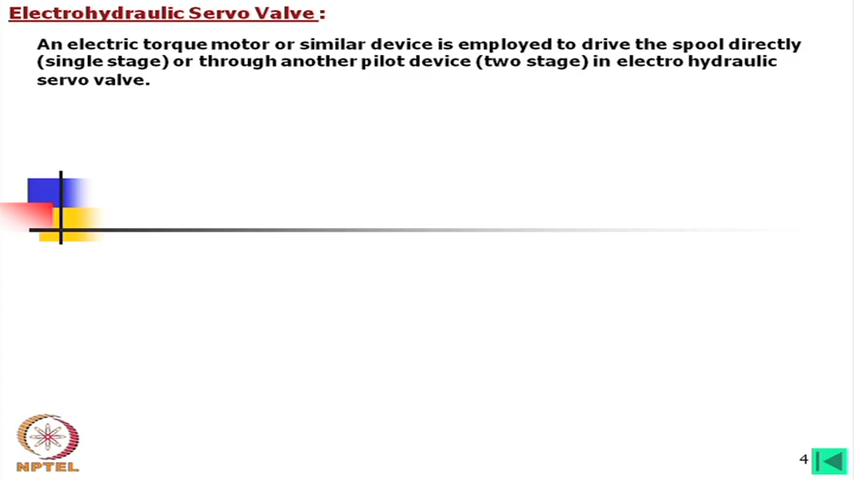 Electrohydraulic Servo Valve :
An electric torque motor or similar device is employed to drive the spool directly
(single stage) or through another pilot device (two stage) in electro hydraulic
servo valve.
NPTEL
4